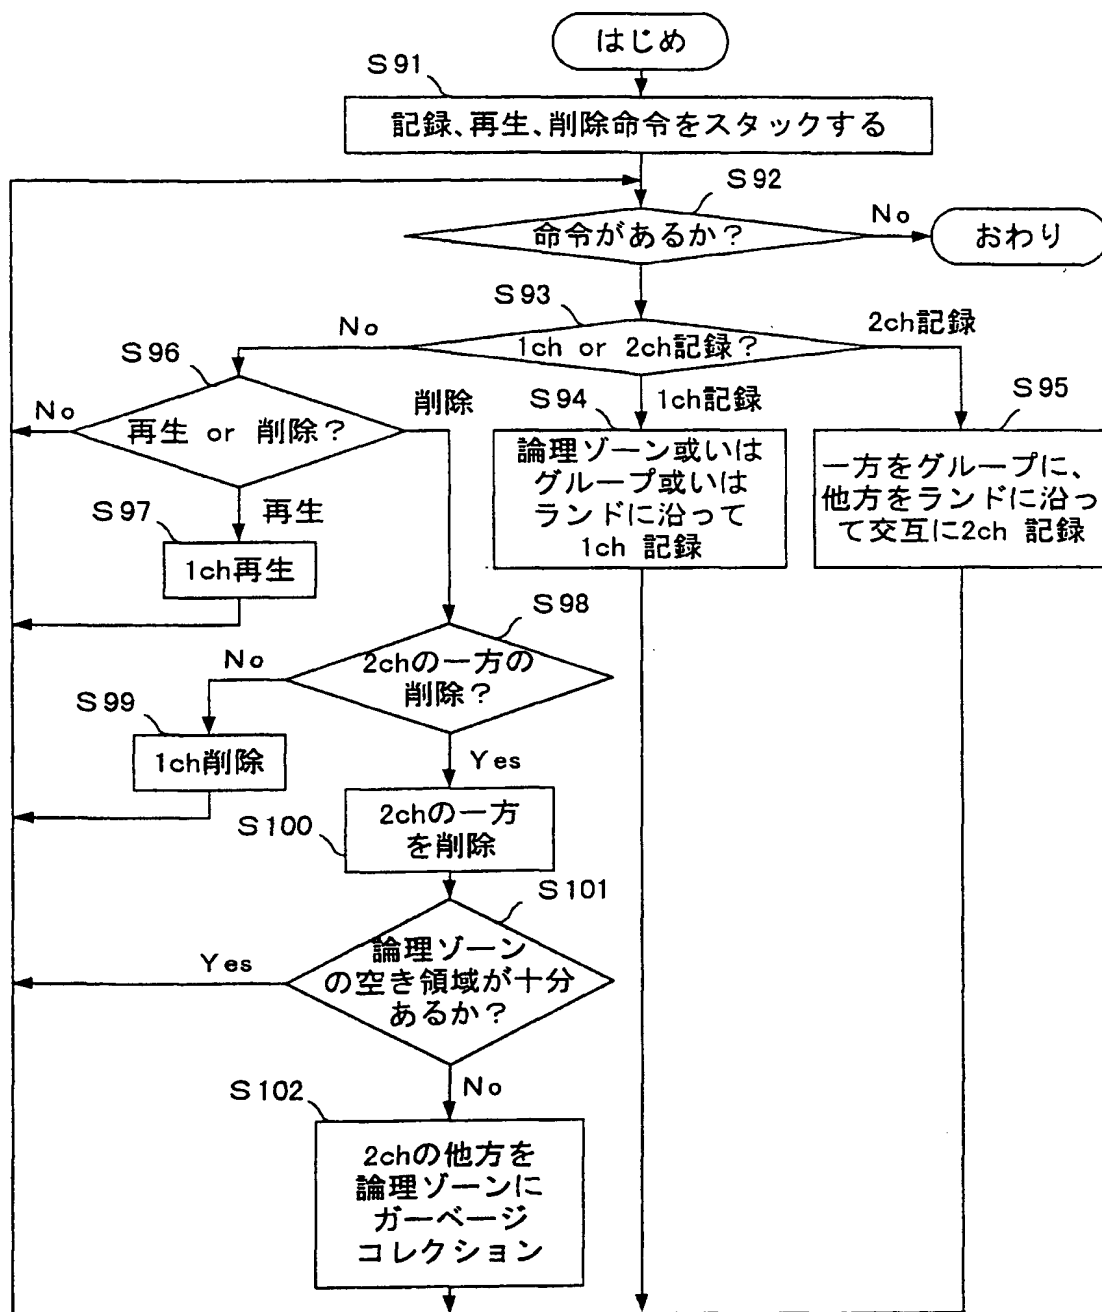 はじめ
S91
記録、再生、削除命令をスタックする
S92
命令があるか?
No
おわり
S93
No
1ch or 2ch記録?
2ch記録
S96
No
再生 or 削除?
削除
S94
1ch記録
S95
論理ゾーン或いは
グループ或いは
ランドに沿って
1ch 記録
一方をグループに、
他方をランドに沿っ
て交互に2ch 記録
S97
再生
1ch再生
S98
No
2chの一方の
削除?
S99
1ch削除
Yes
S100
2chの一方
を削除
S101
Yes
論理ゾーン
の空き領域が十分
あるか?
No
S102
2chの他方を
論理ゾーンに
ガーベージ
コレクション